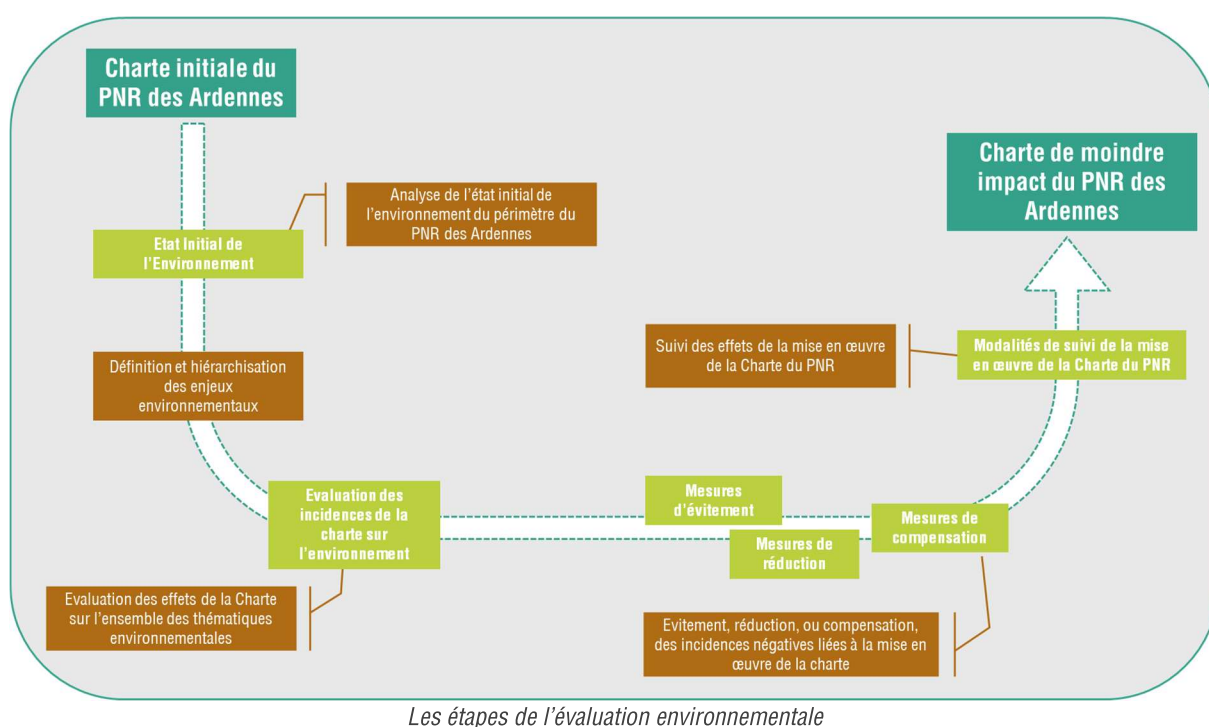 Charte initiale du
PNR des Ardennes
Analyse de l'état initial de
l'environnement du périmètre du
PNR des Ardennes
Etat Initial de
l'Environnement
Définition et hiérarchisation
des enjeux
environnementaux
Evaluation des
incidences de la
charte sur
l'environnement
Evaluation des effets de la Charte
sur l'ensemble des thématiques
environnementales
Mesures
d'évitement
Mesures de
réduction
Mesures de
compensation
Evitement, réduction, ou compensation,
des incidences négatives liées à la mise en
œuvre de la charte
Suivi des effets de la mise en œuvre
de la Charte du PNR
Modalités de suivi de la mise
en œuvre de la Charte du PNR
Charte de moindre
impact du PNR des
Ardennes
Les étapes de l'évaluation environnementale